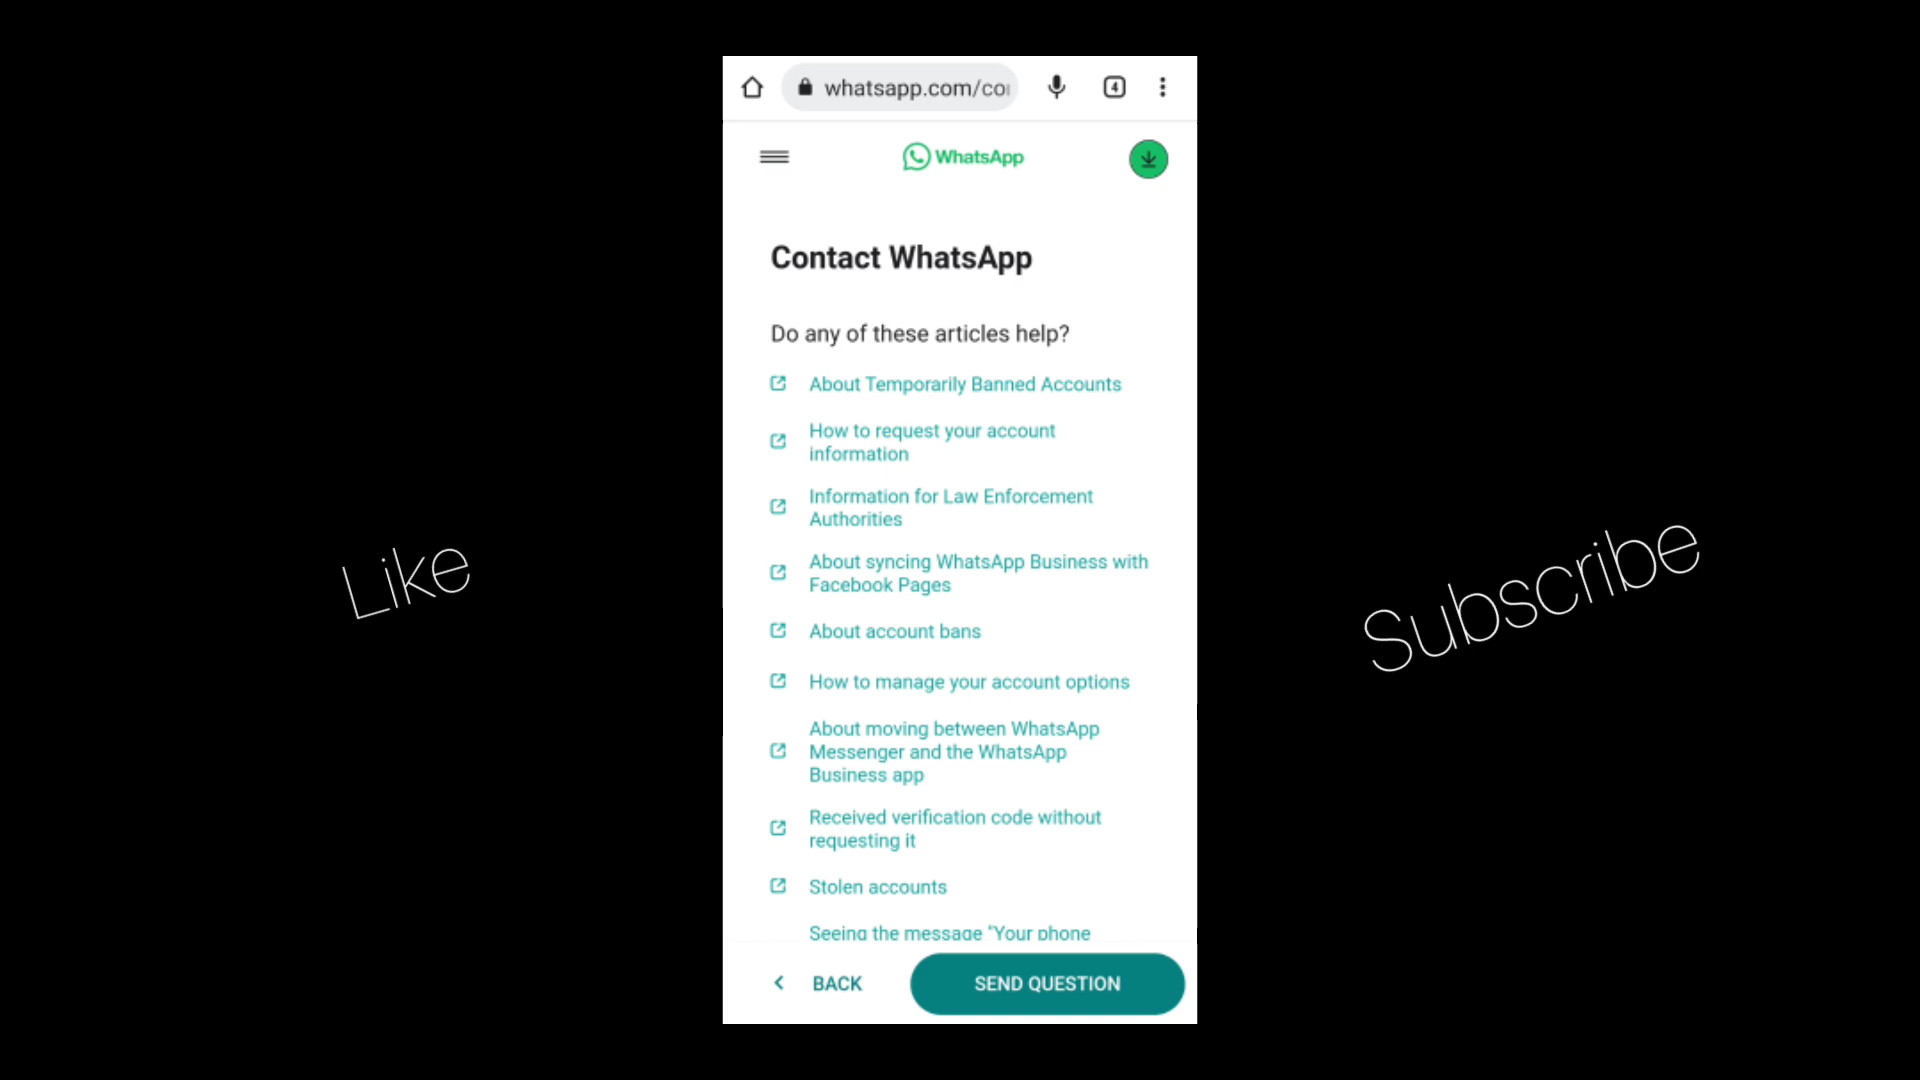 whatsapp.com/co
4
WhatsApp
Contact WhatsApp
Do any of these articles help?
About Temporarily Banned Accounts
How to request your account
information
Information for Law Enforcement
Authorities
About syncing WhatsApp Business with
Facebook Pages
About account bans
How to manage your account options
About moving between WhatsApp
Messenger and the WhatsApp
Business app
Received verification code without
requesting it
Stolen accounts
Seeing the message "Your phone
BACK
SEND QUESTION
Like
Subscribe